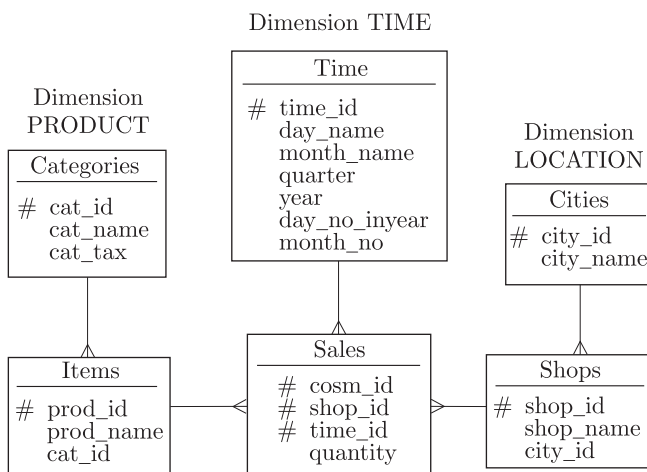 Dimension TIME
Time
# time_id
day_name
month_name
quarter
year
day_no_inyear
month_no
Dimension
PRODUCT
Categories
# cat_id
cat_name
cat_tax
Dimension
LOCATION
Cities
# city_id
city_name
Items
# prod_id
prod_name
cat_id
Sales
# cosm_id
# shop_id
# time_id
quantity
Shops
# shop_id
shop_name
city_id